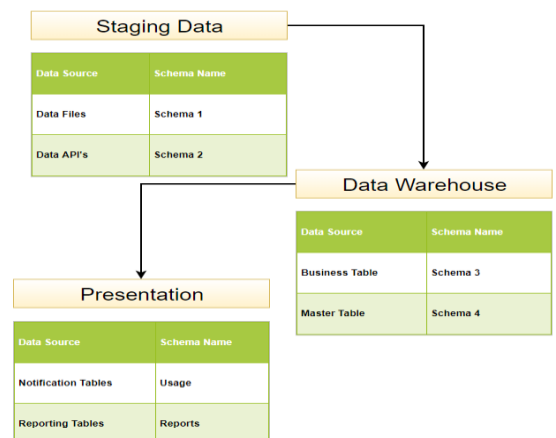 Staging Data
Data Source Schema Name
Data Files Schema 1
Data API's Schema 2
Data Warehouse
Data Source Schema Name
Business Table Schema 3
Master Table Schema 4
Presentation
Data Source Schema Name
Notification Tables Usage
Reporting Tables Reports